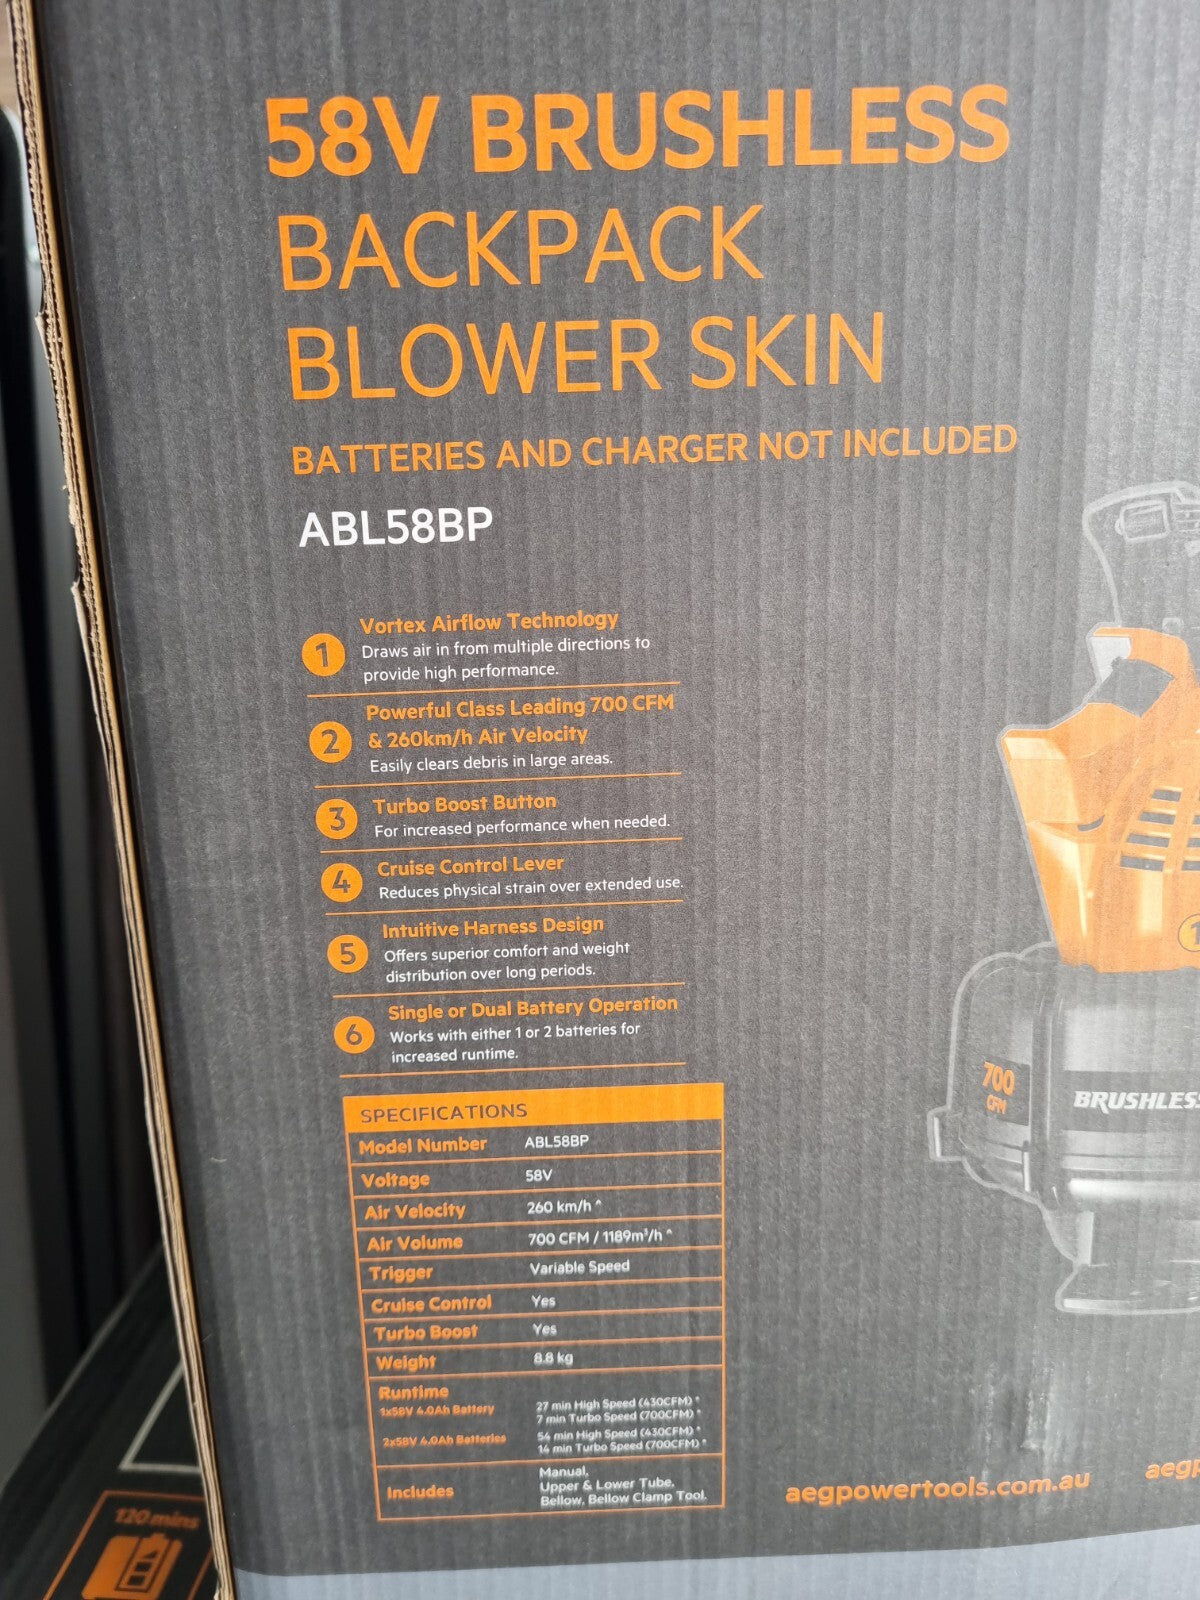 58V BRUSHLESS
BACKPACK
BLOWER SKIN
BATTERIES AND CHARGER NOT INCLUDED
ABL58BP
1
Vortex Airflow Technology
Draws air in from multiple directions to
provide high performance.
2
Powerful Class Leading 700 CFM
& 260km/h Air Velocity
Easily clears debris in large areas.
3
Turbo Boost Button
For increased performance when needed.
4
Cruise Control Lever
Reduces physical strain over extended use.
5
Intuitive Harness Design
Offers superior comfort and weight
distribution over long periods.
6
Single or Dual Battery Operation
Works with either 1 or 2 batteries for
increased runtime.
SPECIFICATIONS
Model Number ABL58BP
Voltage 58V
Air Velocity 260 km/h ^
Air Volume 700 CFM / 1189m³/h ^
Trigger Variable Speed
Cruise Control Yes
Turbo Boost Yes
Weight 8.8 kg
Runtime
1x58V 4.0Ah Battery 27 min High Speed (430CFM) ^
7 min Turbo Speed (700CFM) ^
2x58V 4.0Ah Batteries 54 min High Speed (430CFM) ^
14 min Turbo Speed (700CFM) ^
Includes Manual,
Upper & Lower Tube,
Bellow, Bellow Clamp Tool.
1
700
CFM
BRUSHLES
aegpowertools.com.au
aegp
120 mins